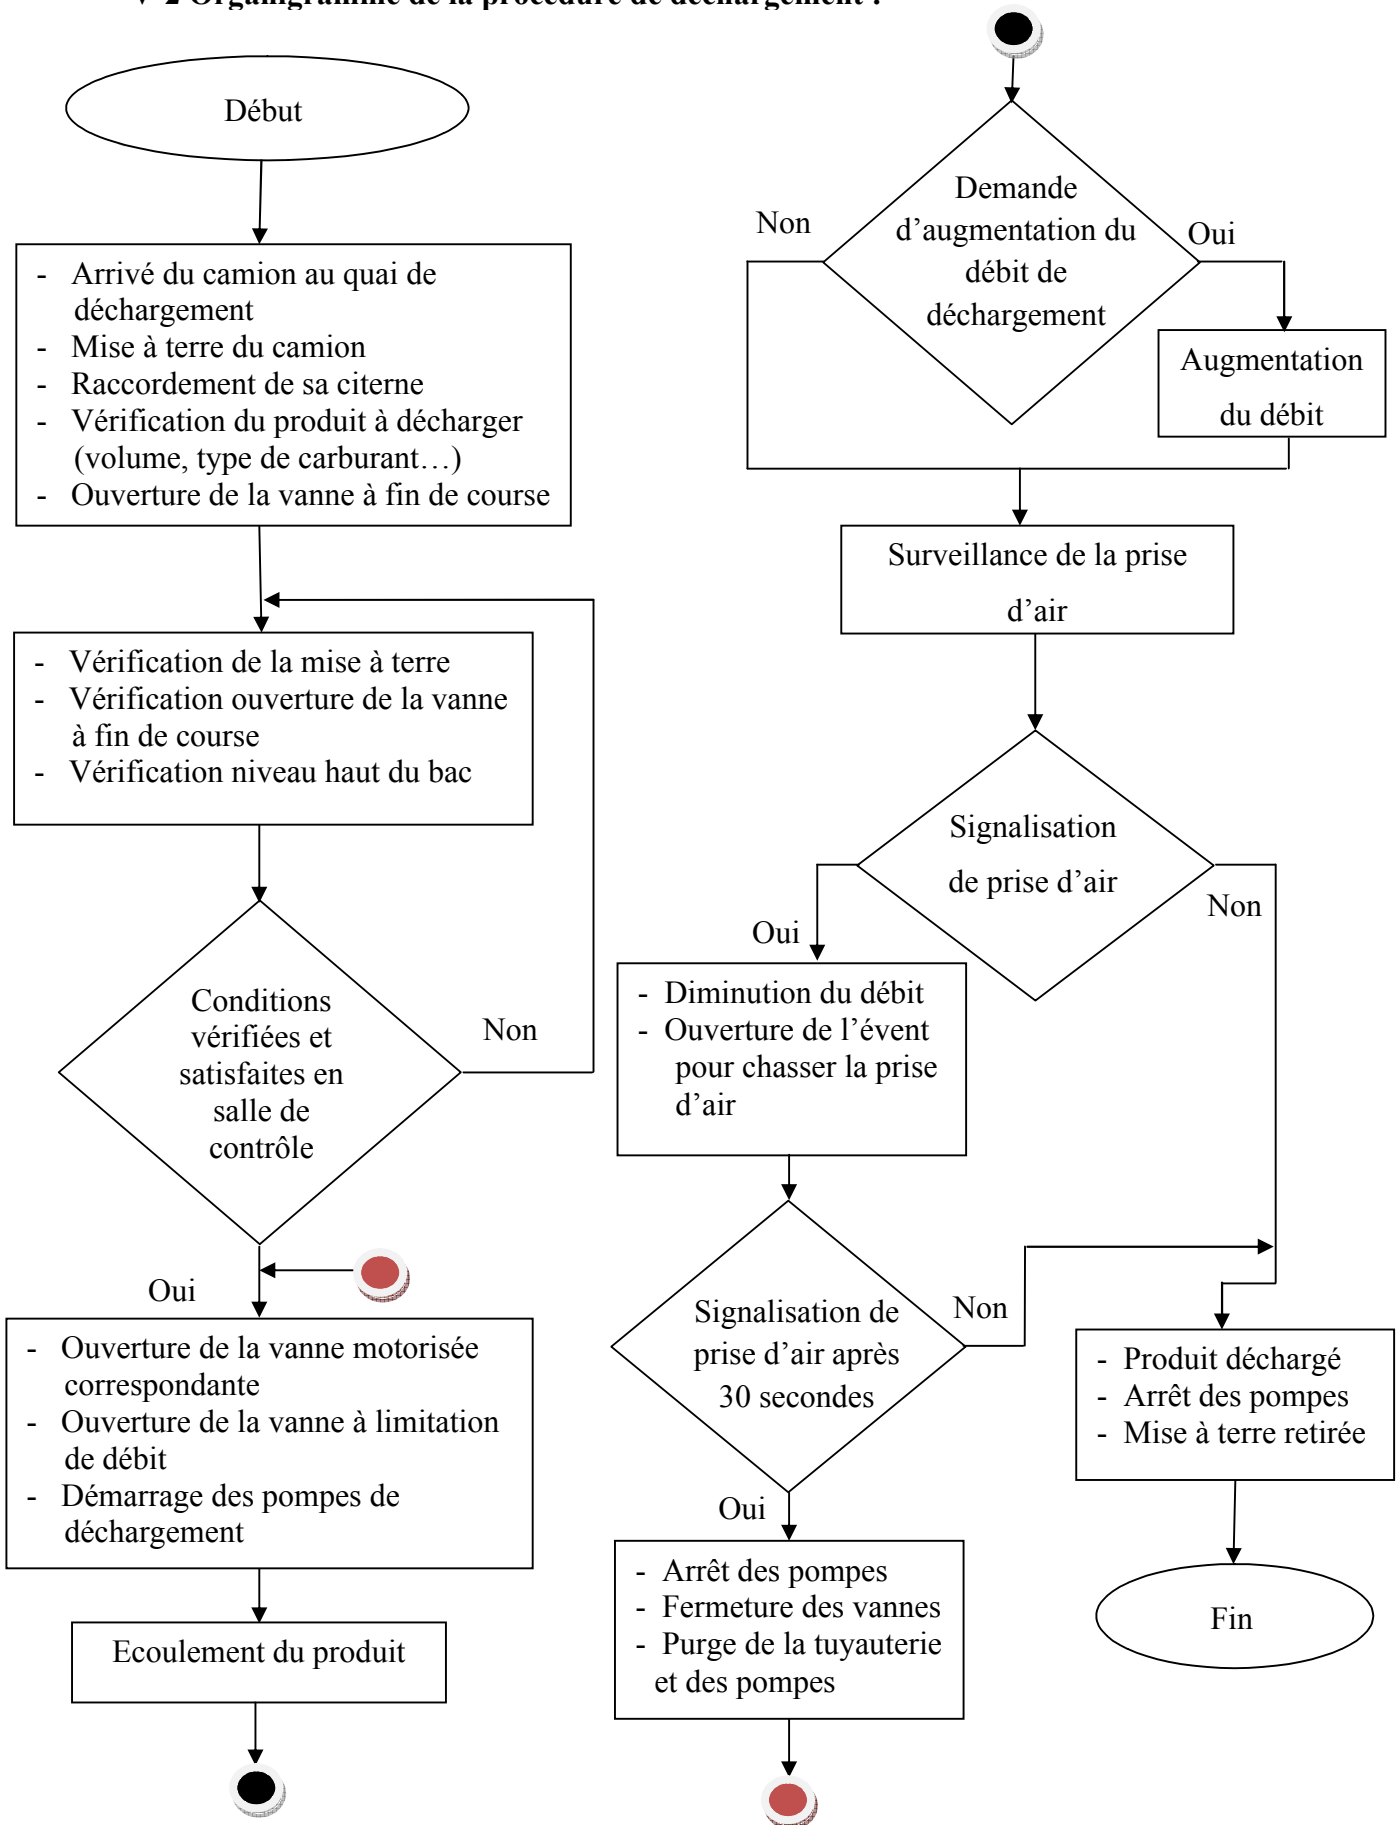 V-2 Organigramme de la procédure de déchargement :
Début
- Arrivé du camion au quai de
déchargement
- Mise à terre du camion
- Raccordement de sa citerne
- Vérification du produit à décharger
(volume, type de carburant…)
- Ouverture de la vanne à fin de course
- Vérification de la mise à terre
- Vérification ouverture de la vanne
à fin de course
- Vérification niveau haut du bac
Conditions
vérifiées et
satisfaites en
salle de
contrôle
Non
Oui
- Ouverture de la vanne motorisée
correspondante
- Ouverture de la vanne à limitation
de débit
- Démarrage des pompes de
déchargement
Ecoulement du produit
Demande
d’augmentation du
débit de
déchargement
Non
Oui
Augmentation
du débit
Surveillance de la prise
d’air
Signalisation
de prise d’air
Oui
Non
- Diminution du débit
- Ouverture de l’évent
pour chasser la prise
d’air
Signalisation de
prise d’air après
30 secondes
Non
Oui
- Arrêt des pompes
- Fermeture des vannes
- Purge de la tuyauterie
et des pompes
- Produit déchargé
- Arrêt des pompes
- Mise à terre retirée
Fin